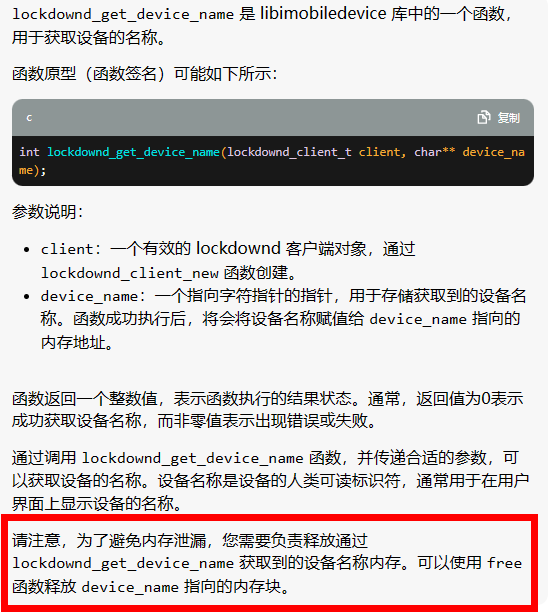 lockdownd_get_device_name 是 libimobiledevice 库中的一个函数，
用于获取设备的名称。
函数原型（函数签名）可能如下所示：
c 复制
int lockdownd_get_device_name(lockdownd_client_t client, char** device_na
me);
参数说明：
• client：一个有效的 lockdownd 客户端对象，通过
lockdownd_client_new 函数创建。
• device_name：一个指向字符指针的指针，用于存储获取到的设备名
称。函数成功执行后，将会将设备名称赋值给 device_name 指向的
内存地址。
函数返回一个整数值，表示函数执行的结果状态。通常，返回值为0表示
成功获取设备名称，而非零值表示出现错误或失败。
通过调用 lockdownd_get_device_name 函数，并传递合适的参数，可
以获取设备的名称。设备名称是设备的人类可读标识符，通常用于在用户
界面上显示设备的名称。
请注意，为了避免内存泄漏，您需要负责释放通过
lockdownd_get_device_name 获取到的设备名称内存。可以使用 free
函数释放 device_name 指向的内存块。